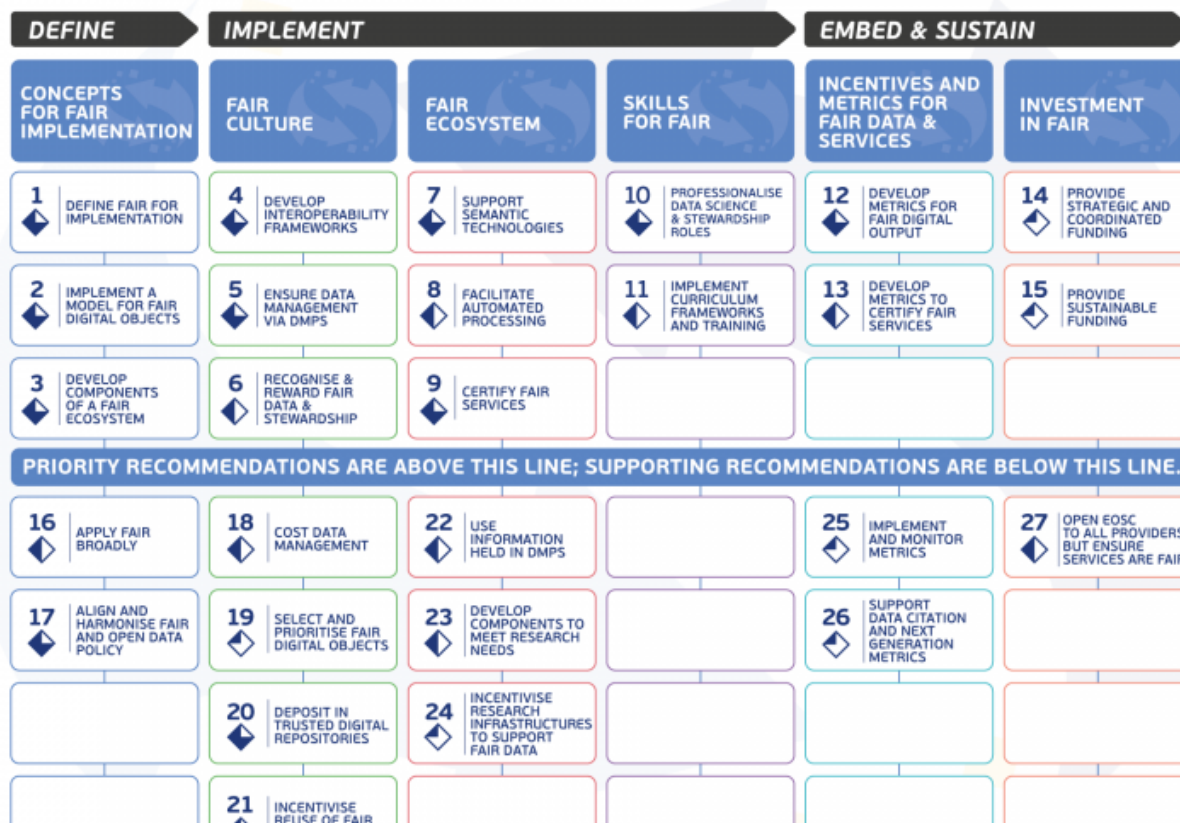 DEFINE
IMPLEMENT
EMBED & SUSTAIN
CONCEPTS
FOR FAIR
IMPLEMENTATION
FAIR
CULTURE
FAIR
ECOSYSTEM
SKILLS
FOR FAIR
INCENTIVES AND
METRICS FOR
FAIR DATA &
SERVICES
INVESTMENT
IN FAIR
1
DEFINE FAIR FOR
IMPLEMENTATION
4
DEVELOP
INTEROPERABILITY
FRAMEWORKS
7
SUPPORT
SEMANTIC
TECHNOLOGIES
10
PROFESSIONALISE
DATA SCIENCE
& STEWARDSHIP
ROLES
12
DEVELOP
METRICS FOR
FAIR DIGITAL
OUTPUT
14
PROVIDE
STRATEGIC AND
COORDINATED
FUNDING
2
IMPLEMENT A
MODEL FOR FAIR
DIGITAL OBJECTS
5
ENSURE DATA
MANAGEMENT
VIA DMPS
8
FACILITATE
AUTOMATED
PROCESSING
11
IMPLEMENT
CURRICULUM
FRAMEWORKS
AND TRAINING
13
DEVELOP
METRICS TO
CERTIFY FAIR
SERVICES
15
PROVIDE
SUSTAINABLE
FUNDING
3
DEVELOP
COMPONENTS
OF A FAIR
ECOSYSTEM
6
RECOGNISE &
REWARD FAIR
DATA &
STEWARDSHIP
9
CERTIFY FAIR
SERVICES
PRIORITY RECOMMENDATIONS ARE ABOVE THIS LINE; SUPPORTING RECOMMENDATIONS ARE BELOW THIS LINE.
16
APPLY FAIR
BROADLY
18
COST DATA
MANAGEMENT
22
USE
INFORMATION
HELD IN DMPS
25
IMPLEMENT
AND MONITOR
METRICS
27
OPEN EOSC
TO ALL PROVIDERS
BUT ENSURE
SERVICES ARE FAIR
17
ALIGN AND
HARMONISE FAIR
AND OPEN DATA
POLICY
19
SELECT AND
PRIORITISE FAIR
DIGITAL OBJECTS
23
DEVELOP
COMPONENTS TO
MEET RESEARCH
NEEDS
26
SUPPORT
DATA CITATION
AND NEXT
GENERATION
METRICS
20
DEPOSIT IN
TRUSTED DIGITAL
REPOSITORIES
24
INCENTIVISE
RESEARCH
INFRASTRUCTURES
TO SUPPORT
FAIR DATA
21
INCENTIVISE
REUSE OF FAIR